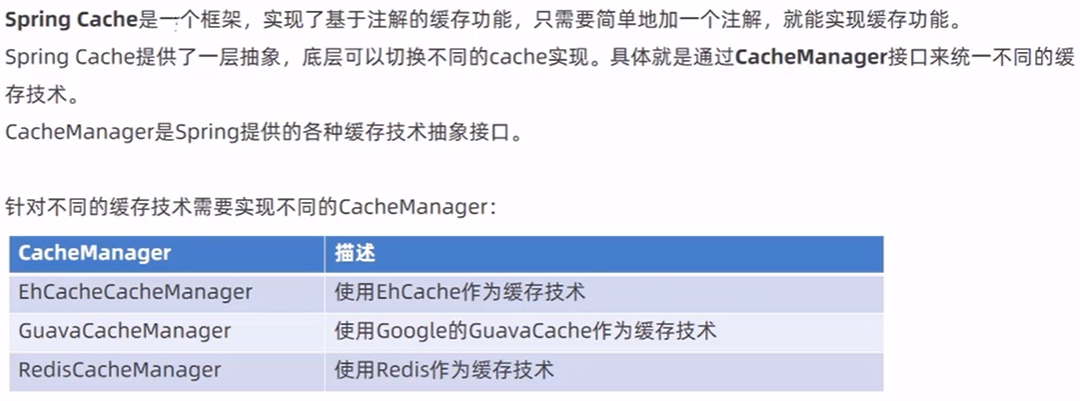 Spring Cache是一个框架，实现了基于注解的缓存功能，只需要简单地加一个注解，就能实现缓存功能。
Spring Cache提供了一层抽象，底层可以切换不同的cache实现。具体就是通过CacheManager接口来统一不同的缓
存技术。
CacheManager是Spring提供的各种缓存技术抽象接口。
针对不同的缓存技术需要实现不同的CacheManager：
CacheManager 描述
EhCacheCacheManager 使用EhCache作为缓存技术
GuavaCacheManager 使用Google的GuavaCache作为缓存技术
RedisCacheManager 使用Redis作为缓存技术